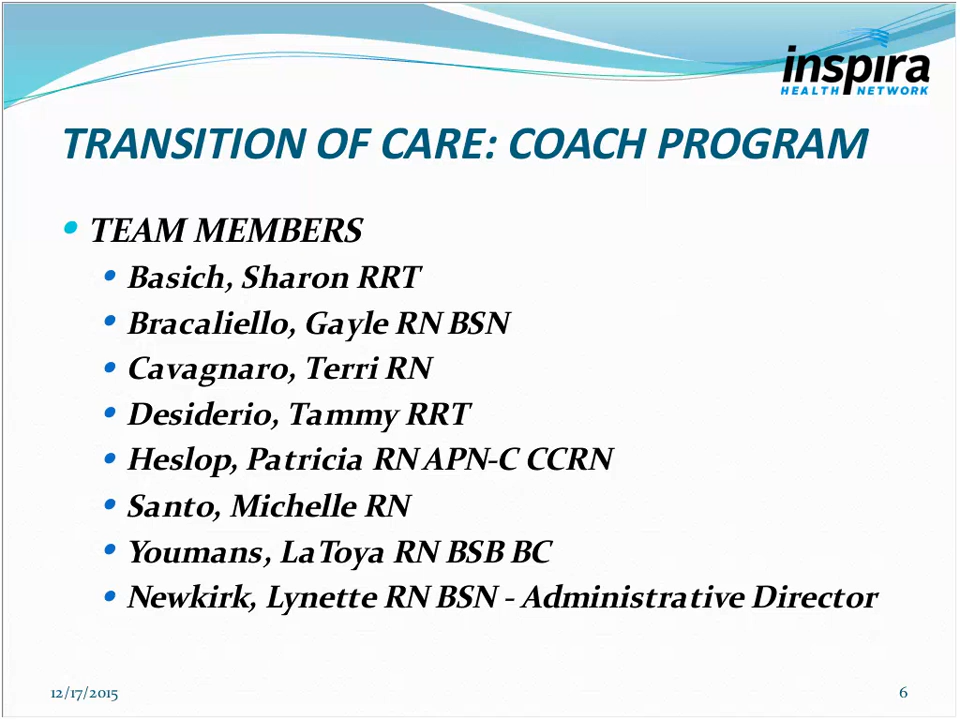 inspira
HEALTH NETWORK
TRANSITION OF CARE: COACH PROGRAM
• TEAM MEMBERS
• Basich, Sharon RRT
• Bracaliello, Gayle RN BSN
• Cavagnaro, Terri RN
• Desiderio, Tammy RRT
• Heslop, Patricia RN APN-C CCRN
• Santo, Michelle RN
• Youmans, LaToya RN BSB BC
• Newkirk, Lynette RN BSN - Administrative Director
12/17/2015 6